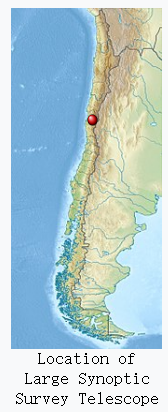 Location of
Large Synoptic
Survey Telescope